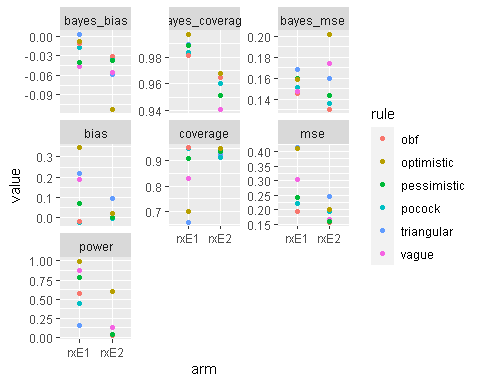 bayes_bias
ayes_coverag
bayes_mse
0.00
-0.03
-0.06
-0.09
0.98
0.96
0.94
0.20
0.18
0.16
0.14
bias
coverage
mse
0.3
0.2
0.1
0.0
0.9
0.8
0.7
0.40
0.35
0.30
0.25
0.20
0.15
rxE1 rxE2
rxE1 rxE2
power
1.00
0.75
0.50
0.25
0.00
rxE1 rxE2
arm
value
rule
obf
optimistic
pessimistic
pocock
triangular
vague